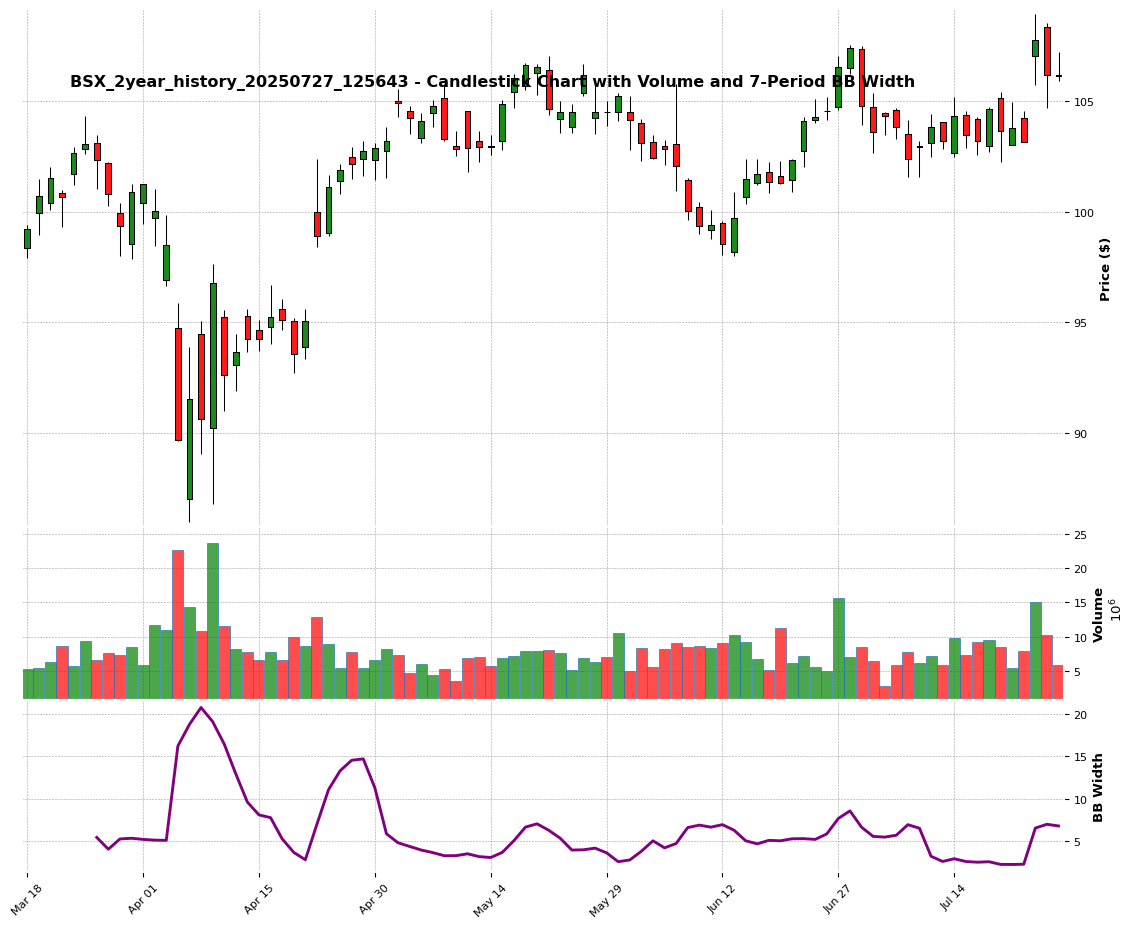 BSX_2year_history_20250727_125643 - Candlestick Chart with Volume and 7-Period BB Width
105
100
95
90
Price ($)
25
20
15
10
5
Volume
10^6
20
15
10
5
BB Width
Mar 18
Apr 01
Apr 15
Apr 30
May 14
May 29
Jun 12
Jun 27
Jul 14